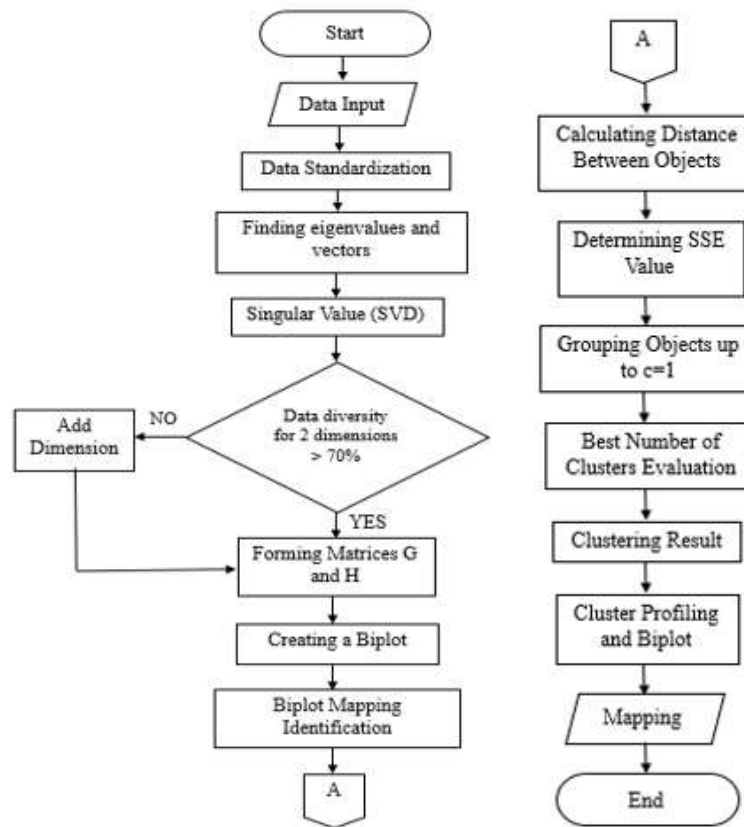 Start
Data Input
Data Standardization
Finding eigenvalues and
vectors
Singular Value (SVD)
Data diversity
for 2 dimensions
> 70%
NO
Add
Dimension
YES
Forming Matrices G
and H
Creating a Biplot
Biplot Mapping
Identification
A
A
Calculating Distance
Between Objects
Determining SSE
Value
Grouping Objects up
to c=1
Best Number of
Clusters Evaluation
Clustering Result
Cluster Profiling
and Biplot
Mapping
End